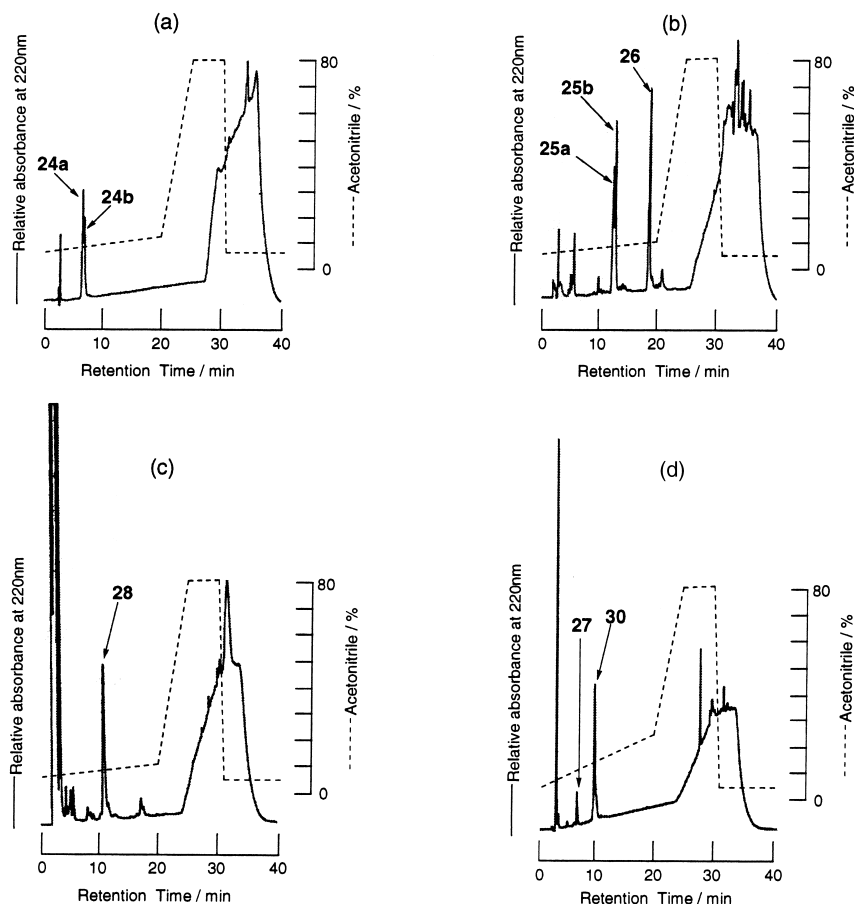 (a)
Relative absorbance at 220nm
24a
24b
80
0
Acetonitrile / %
0 10 20 30 40
Retention Time / min
(b)
Relative absorbance at 220nm
25a
25b
26
80
0
Acetonitrile / %
0 10 20 30 40
Retention Time / min
(c)
Relative absorbance at 220nm
28
80
0
Acetonitrile / %
0 10 20 30 40
Retention Time / min
(d)
Relative absorbance at 220nm
27
30
80
0
Acetonitrile / %
0 10 20 30 40
Retention Time / min